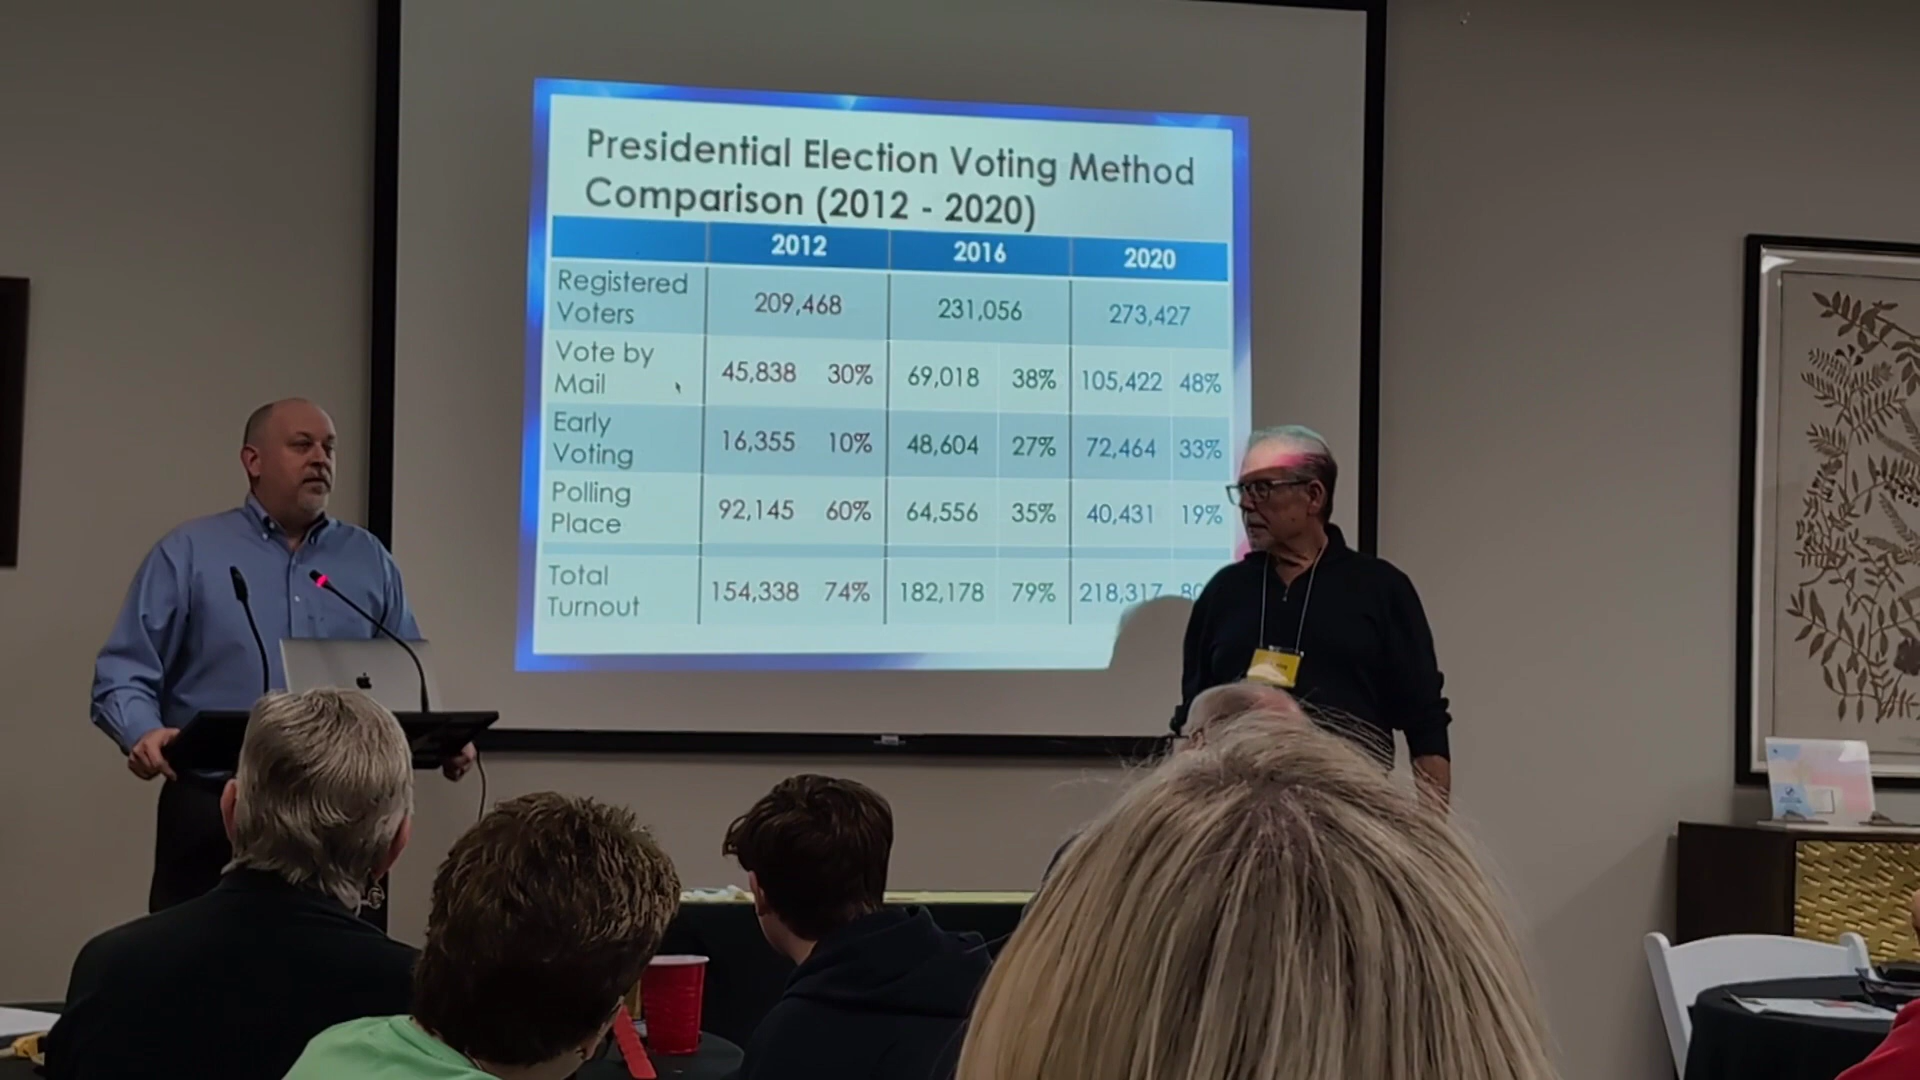 Presidential Election Voting Method
Comparison (2012 - 2020)
2012 2016 2020
Registered
Voters
209,468 231,056 273,427
Vote by
Mail
45,838 30% 69,018 38% 105,422 48%
Early
Voting
16,355 10% 48,604 27% 72,464 33%
Polling
Place
92,145 60% 64,556 35% 40,431 19%
Total
Turnout
154,338 74% 182,178 79% 218,317